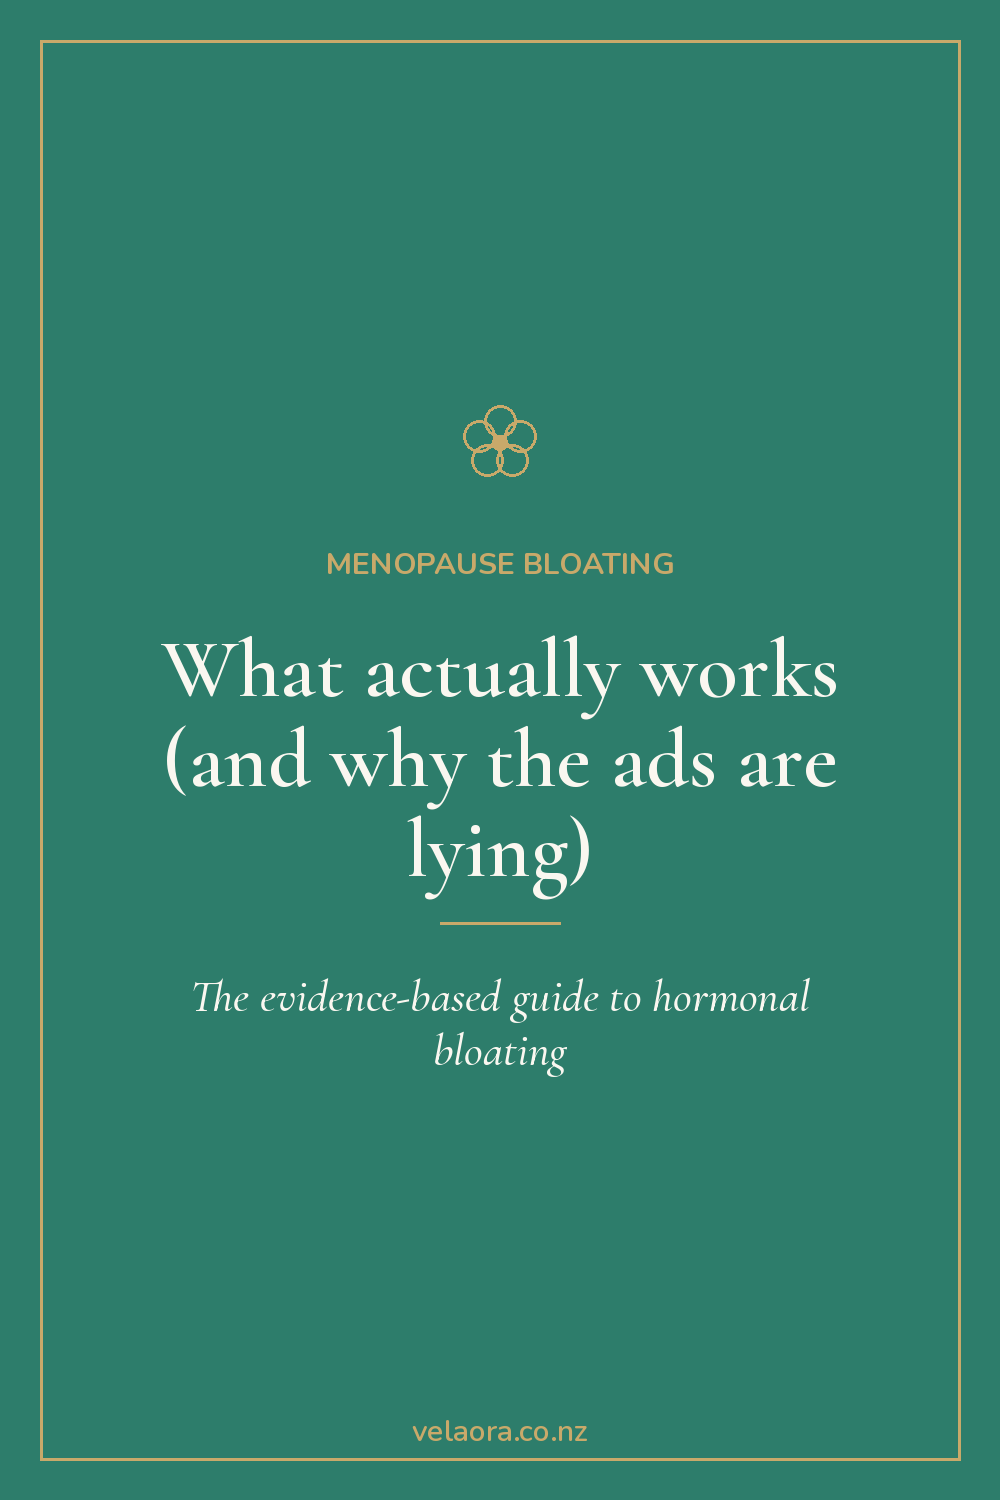 MENOPAUSE BLOATING
What actually works
(and why the ads are
lying)
The evidence-based guide to hormonal
bloating
velaora.co.nz